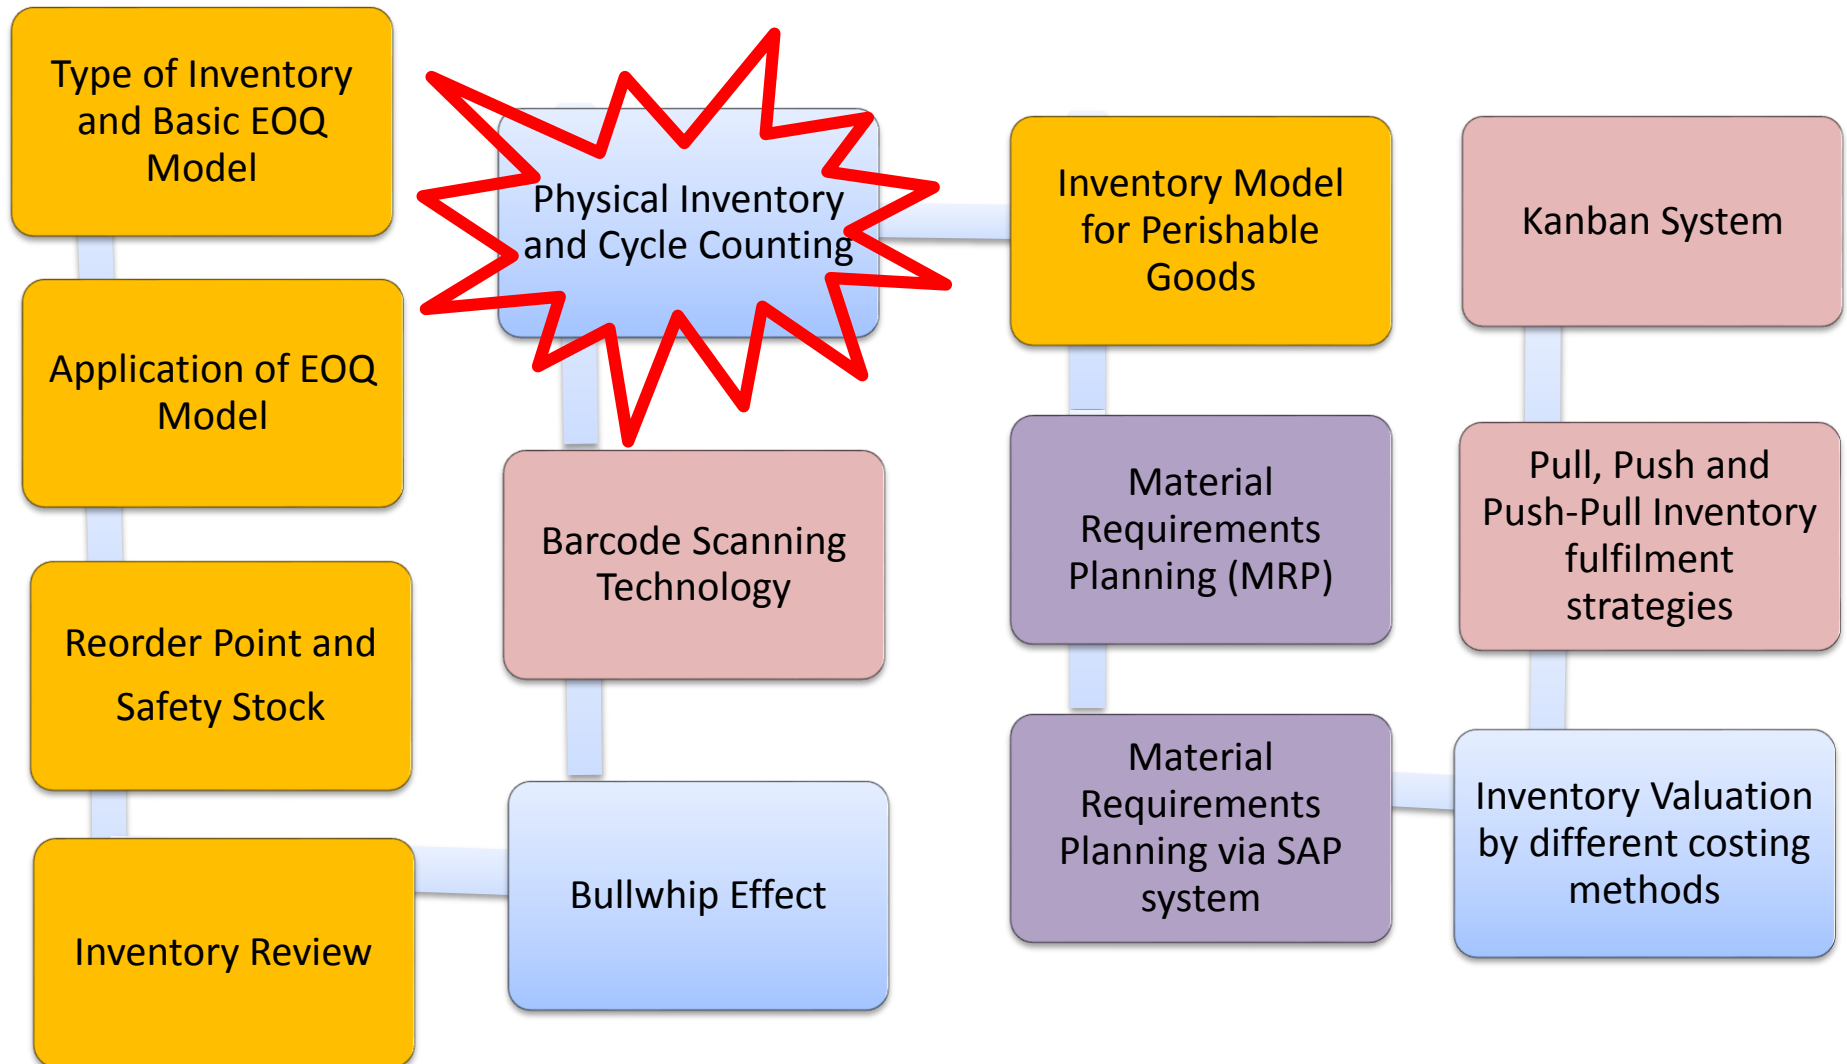 Type of Inventory
and Basic EOQ
Model
Application of EOQ
Model
Reorder Point and
Safety Stock
Inventory Review
Physical Inventory
and Cycle Counting
Barcode Scanning
Technology
Bullwhip Effect
Inventory Model
for Perishable
Goods
Material
Requirements
Planning (MRP)
Material
Requirements
Planning via SAP
system
Kanban System
Pull, Push and
Push-Pull Inventory
fulfilment
strategies
Inventory Valuation
by different costing
methods